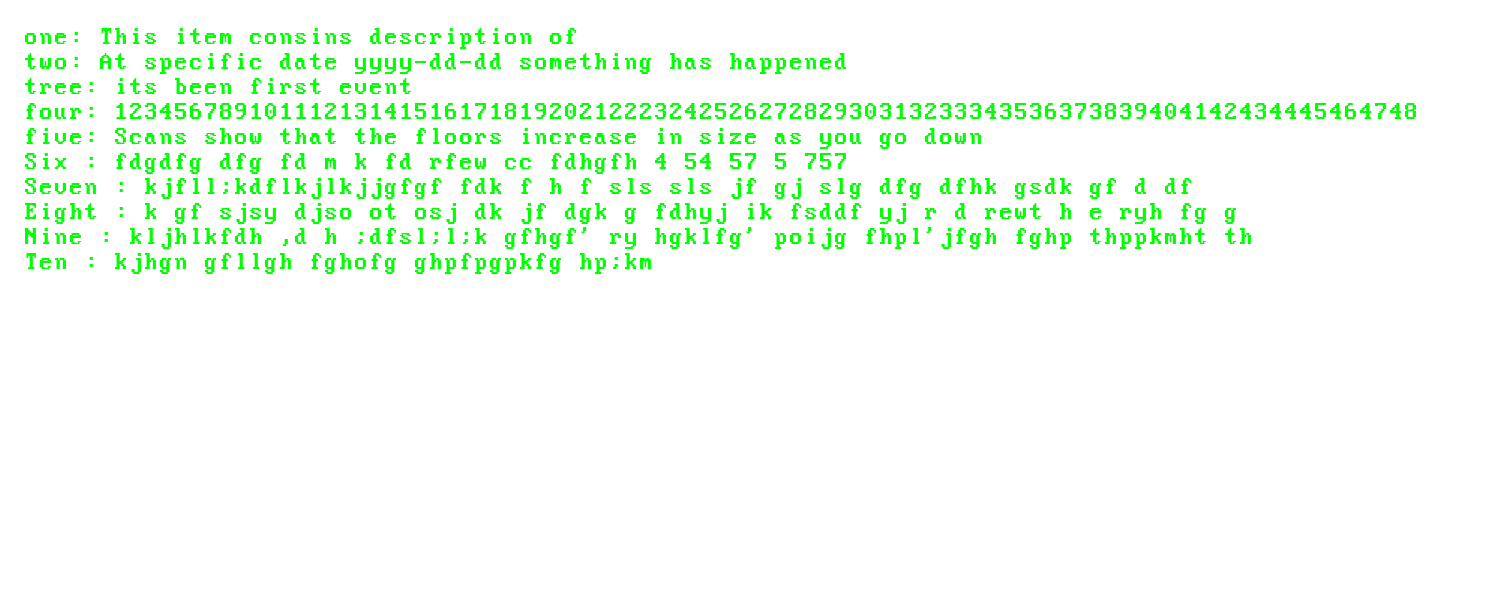 one: This item consins description of
two: At specific date yyyy-dd-dd something has happened
tree: its been first event
four: 123456789101112131415161718192021222324252627282930313233343536373839404142434445464748
five: Scans show that the floors increase in size as you go down
Six : fdgdfg dfg fd m k fd rfew cc fdhgfh 4 54 57 5 757
Seven : kjfll;kdflkjlkjjgfgf fdk f h f sls sls jf gj slg dfg dfhk gsdk gf d df
Eight : k gf sjsy djso ot osj dk jf dgk g fdhyj ik fsddf yj r d rewt h e ryh fg g
Nine : kljhlkfdh ,d h ;dfsl;l;k gfhgf' ry hgklfg' poijg fhpl'jfgh fghp thppkmht th
Ten : kjhgn gfllgh fghofg ghpfpgpkfg hp;km